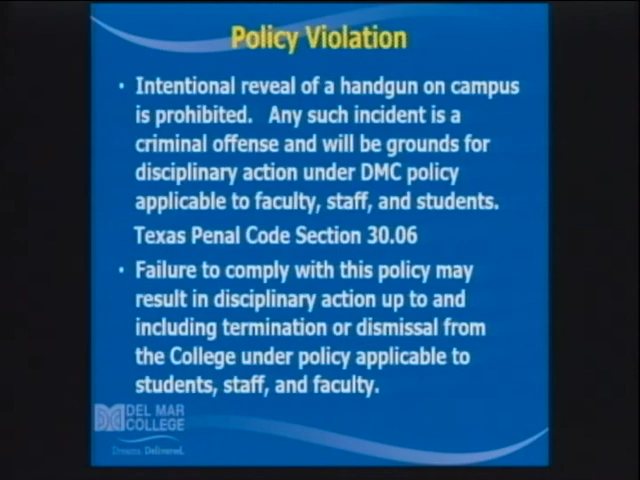 Policy Violation
• Intentional reveal of a handgun on campus
is prohibited. Any such incident is a
criminal offense and will be grounds for
disciplinary action under DMC policy
applicable to faculty, staff, and students.
Texas Penal Code Section 30.06
• Failure to comply with this policy may
result in disciplinary action up to and
including termination or dismissal from
the College under policy applicable to
students, staff, and faculty.
DEL MAR
COLLEGE
Dreams. Delivered.